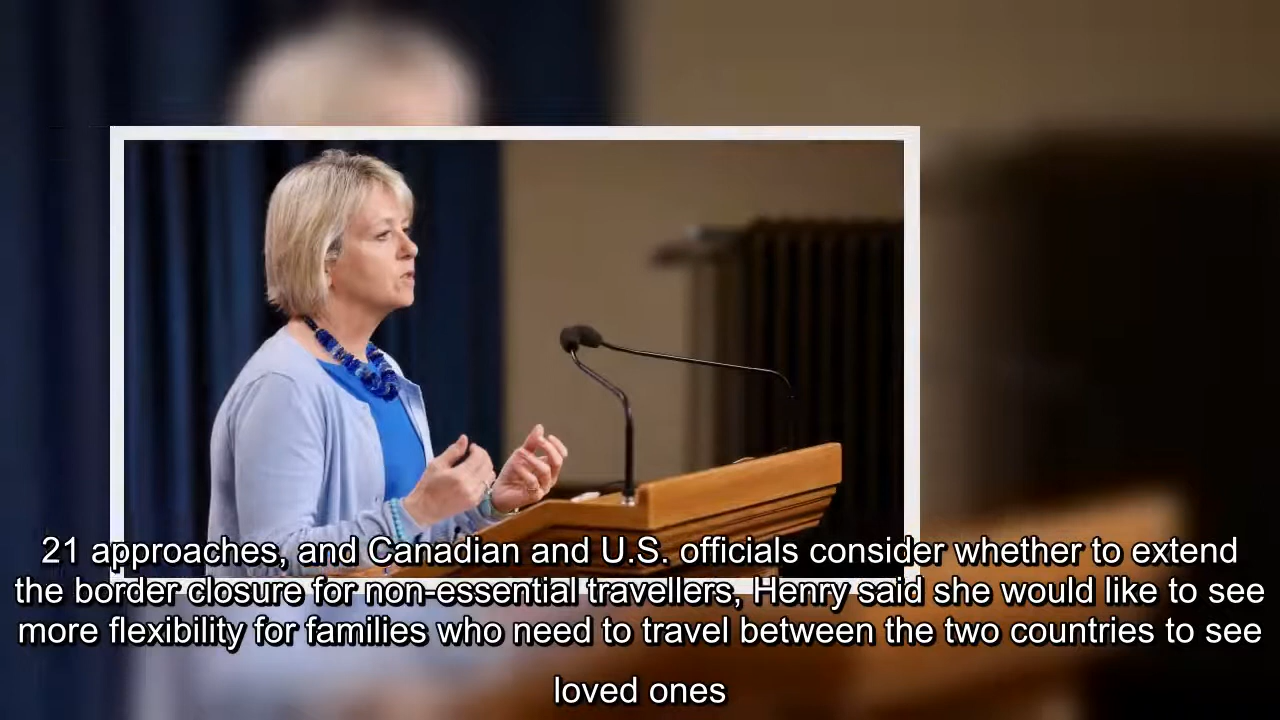 21 approaches, and Canadian and U.S. officials consider whether to extend
the border closure for non-essential travellers, Henry said she would like to see
more flexibility for families who need to travel between the two countries to see
loved ones